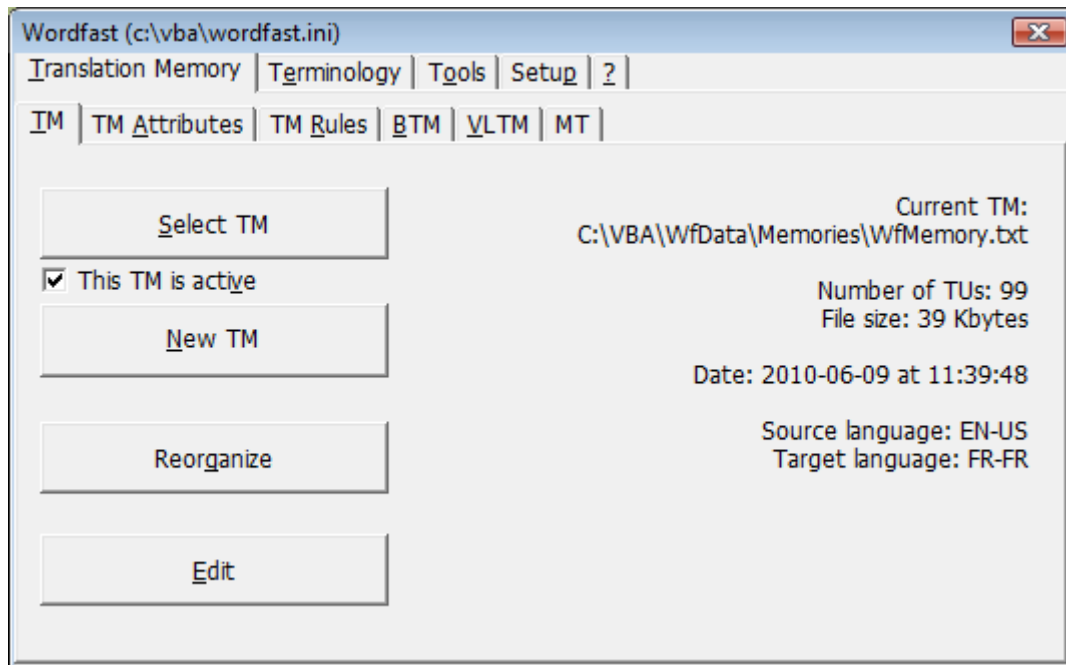 Wordfast (c:\vba\wordfast.ini)
Translation Memory Terminology Tools Setup ?
TM TM Attributes TM Rules BTM VLTM MT
Select TM
This TM is active
New TM
Reorganize
Edit
Current TM:
C:\VBA\WfData\Memories\WfMemory.txt
Number of TUs: 99
File size: 39 Kbytes
Date: 2010-06-09 at 11:39:48
Source language: EN-US
Target language: FR-FR